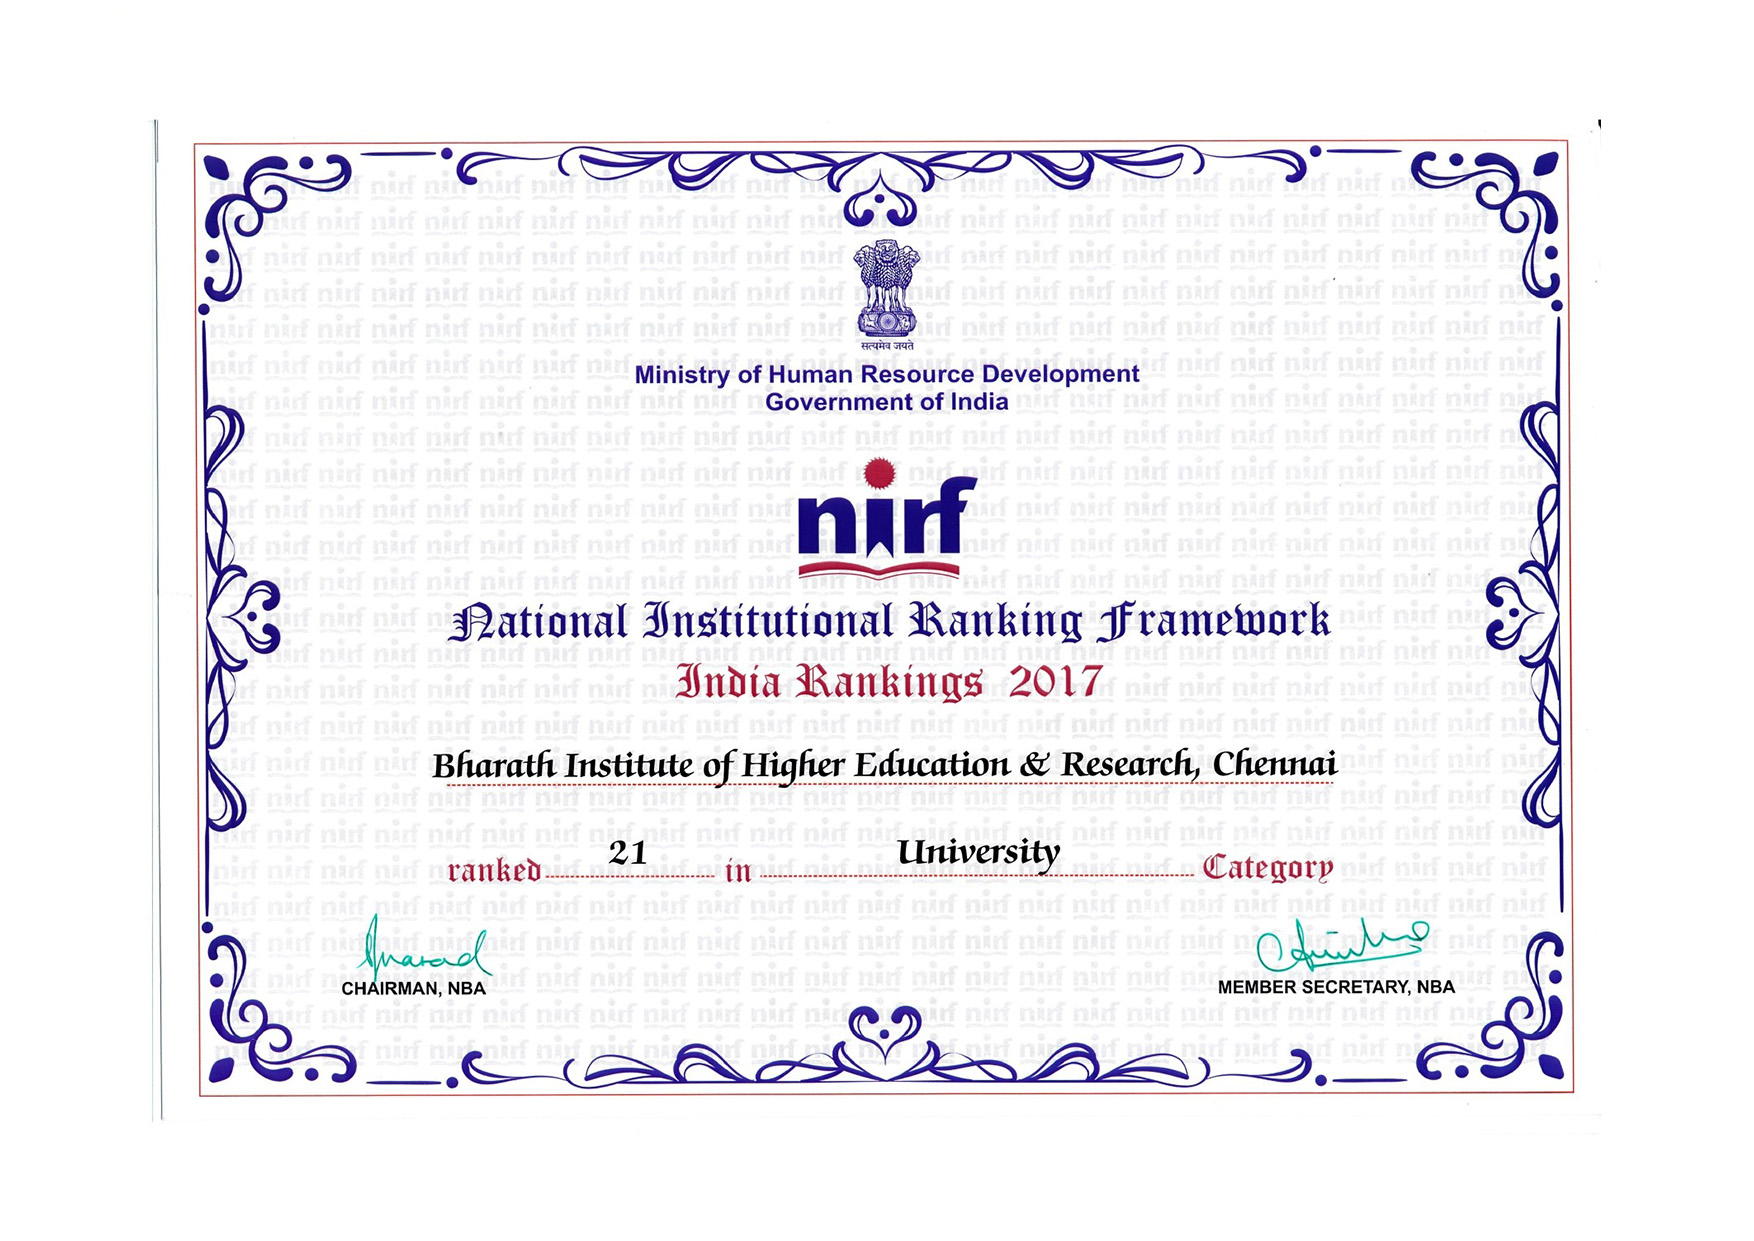 सत्यमेव जयते
Ministry of Human Resource Development
Government of India
nirf
National Institutional Ranking Framework
India Rankings 2017
Bharath Institute of Higher Education & Research, Chennai
ranked 21 in University Category
CHAIRMAN, NBA
MEMBER SECRETARY, NBA